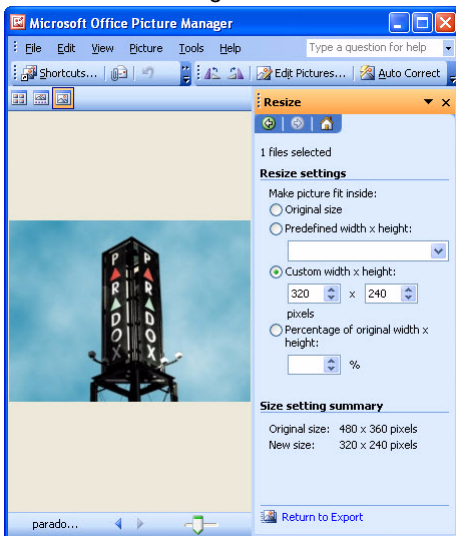 Microsoft Office Picture Manager
File Edit View Picture Tools Help Type a question for help
Shortcuts... Edit Pictures... Auto Correct
Resize
1 files selected
Resize settings
Make picture fit inside:
Original size
Predefined width x height:
Custom width x height:
320 x 240
pixels
Percentage of original width x
height:
%
PARADOX PARADOX
Size setting summary
Original size: 480 x 360 pixels
New size: 320 x 240 pixels
Return to Export
parado...